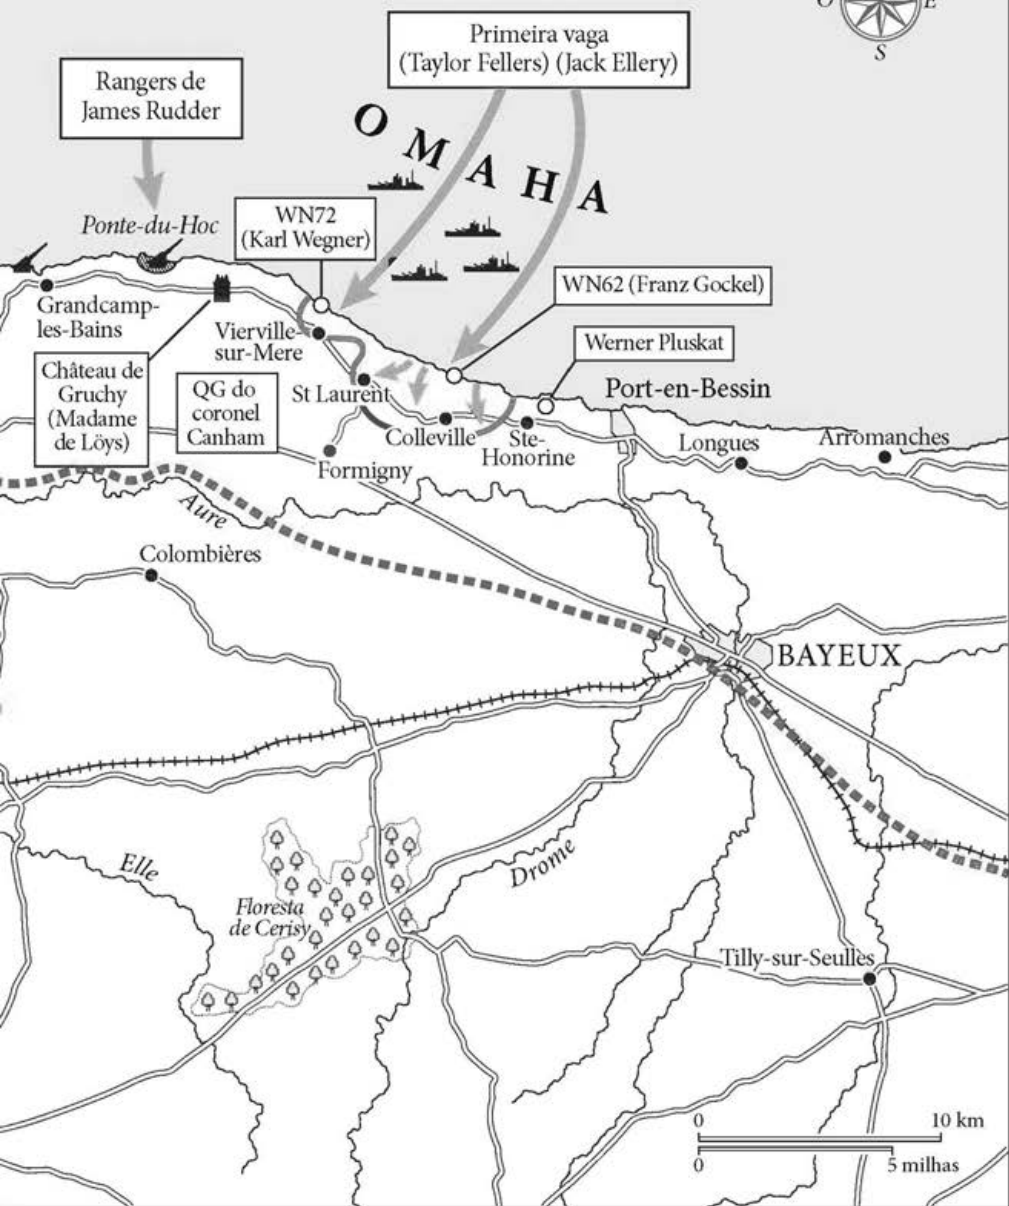 O
E
S
Primeira vaga
(Taylor Fellers) (Jack Ellery)
Rangers de
James Rudder
OMAHA
Ponte-du-Hoc
WN72
(Karl Wegner)
WN62 (Franz Gockel)
Grandcamp-
les-Bains
Vierville-
sur-Mere
Werner Pluskat
Château de
Gruchy
(Madame
de Löys)
QG do
coronel
Canham
St Laurent
Port-en-Bessin
Colleville
Ste-
Honorine
Longues
Arromanches
Formigny
Aure
Colombières
BAYEUX
Elle
Drome
Floresta
de Cerisy
Tilly-sur-Seulles
0 10 km
0 5 milhas